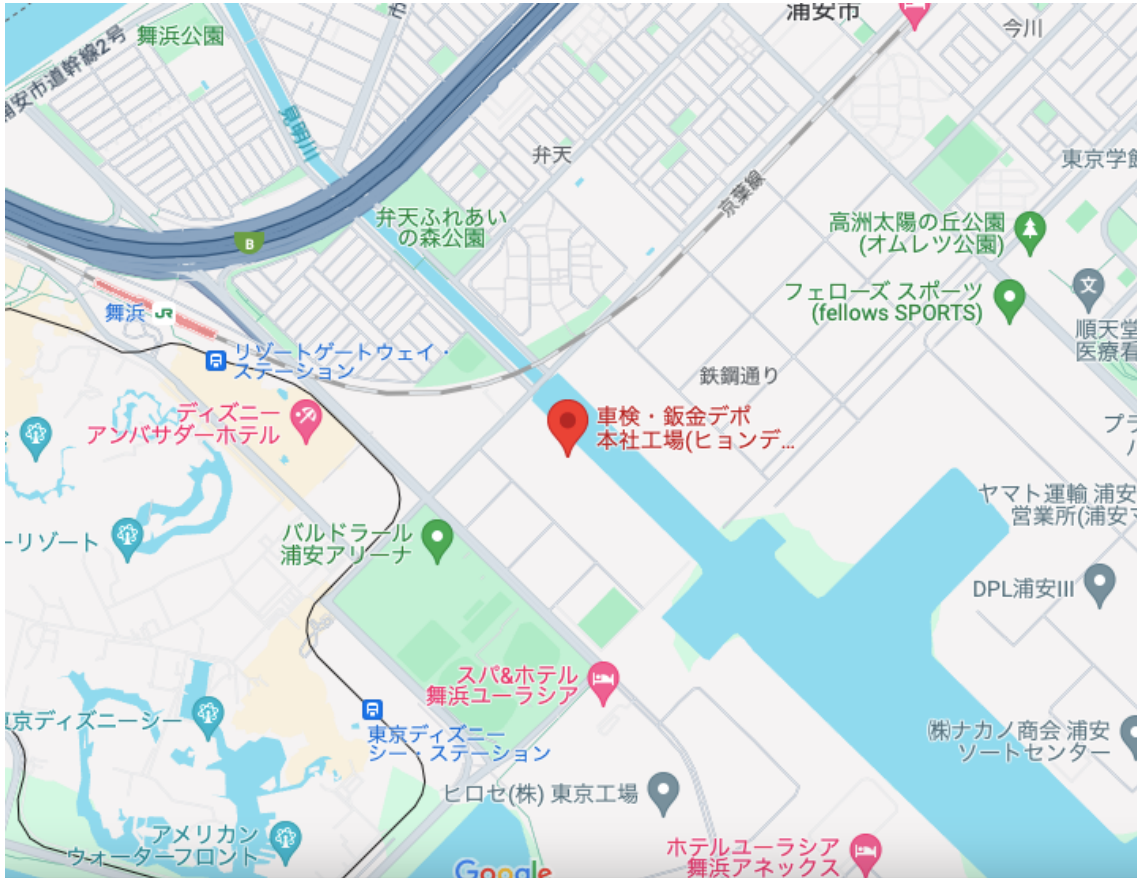 浦安市
今川
舞浜公園
浦安市道幹線2号
見明川
弁天
東京学館
京葉線
弁天ふれあい
の森公園
高洲太陽の丘公園
(オムレツ公園)
B
フェローズ スポーツ
(fellows SPORTS)
文
順天堂
医療看
舞浜
JR
リゾートゲートウェイ・
ステーション
鉄鋼通り
ディズニー
アンバサダーホテル
車検・鈑金デポ
本社工場(ヒョンデ...
プラ
ヤマト運輸 浦安
営業所(浦安マ
バルドラール
浦安アリーナ
ーリゾート
DPL浦安III
スパ&ホテル
舞浜ユーラシア
東京ディズニーシー
東京ディズニー
シー・ステーション
㈱ナカノ商会 浦安
ソートセンター
ヒロセ(株) 東京工場
アメリカン
ウォーターフロント
ホテルユーラシア
舞浜アネックス
Google